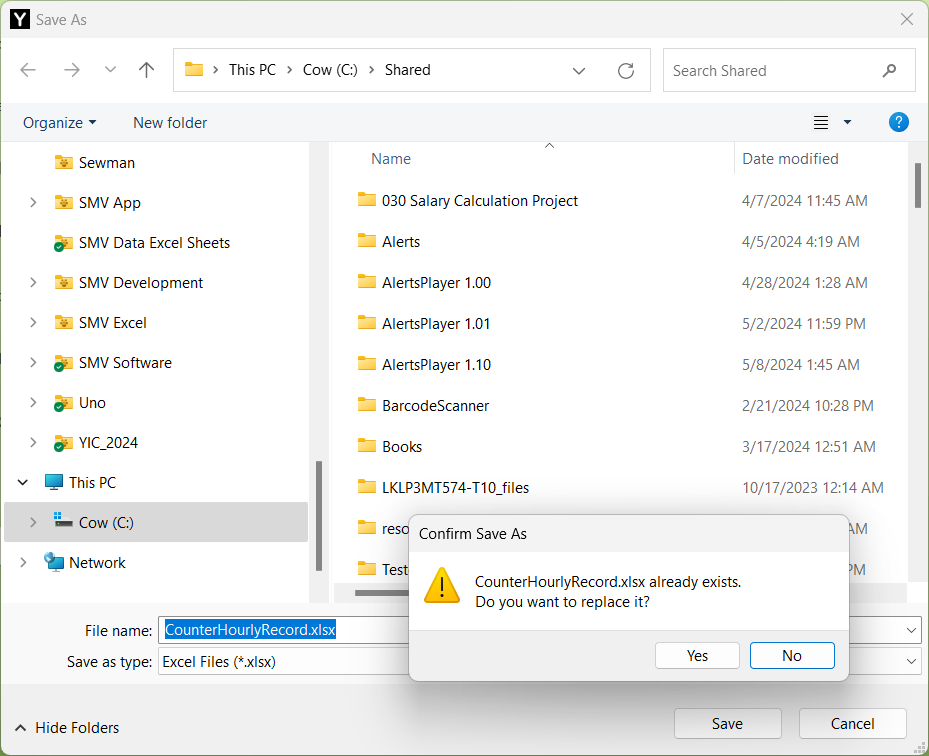 Y Save As
This PC > Cow (C:) > Shared
Search Shared
Organize
New folder
?
Sewman
SMV App
SMV Data Excel Sheets
SMV Development
SMV Excel
SMV Software
Uno
YIC_2024
This PC
Cow (C:)
Network
Name Date modified
030 Salary Calculation Project 4/7/2024 11:45 AM
Alerts 4/5/2024 4:19 AM
AlertsPlayer 1.00 4/28/2024 1:28 AM
AlertsPlayer 1.01 5/2/2024 11:59 PM
AlertsPlayer 1.10 5/8/2024 1:45 AM
BarcodeScanner 2/21/2024 10:28 PM
Books 3/17/2024 12:51 AM
LKLP3MT574-T10_files 10/17/2023 12:14 AM
reso AM
Test PM
Confirm Save As
CounterHourlyRecord.xlsx already exists.
Do you want to replace it?
Yes No
File name: CounterHourlyRecord.xlsx
Save as type: Excel Files (*.xlsx)
Hide Folders
Save Cancel